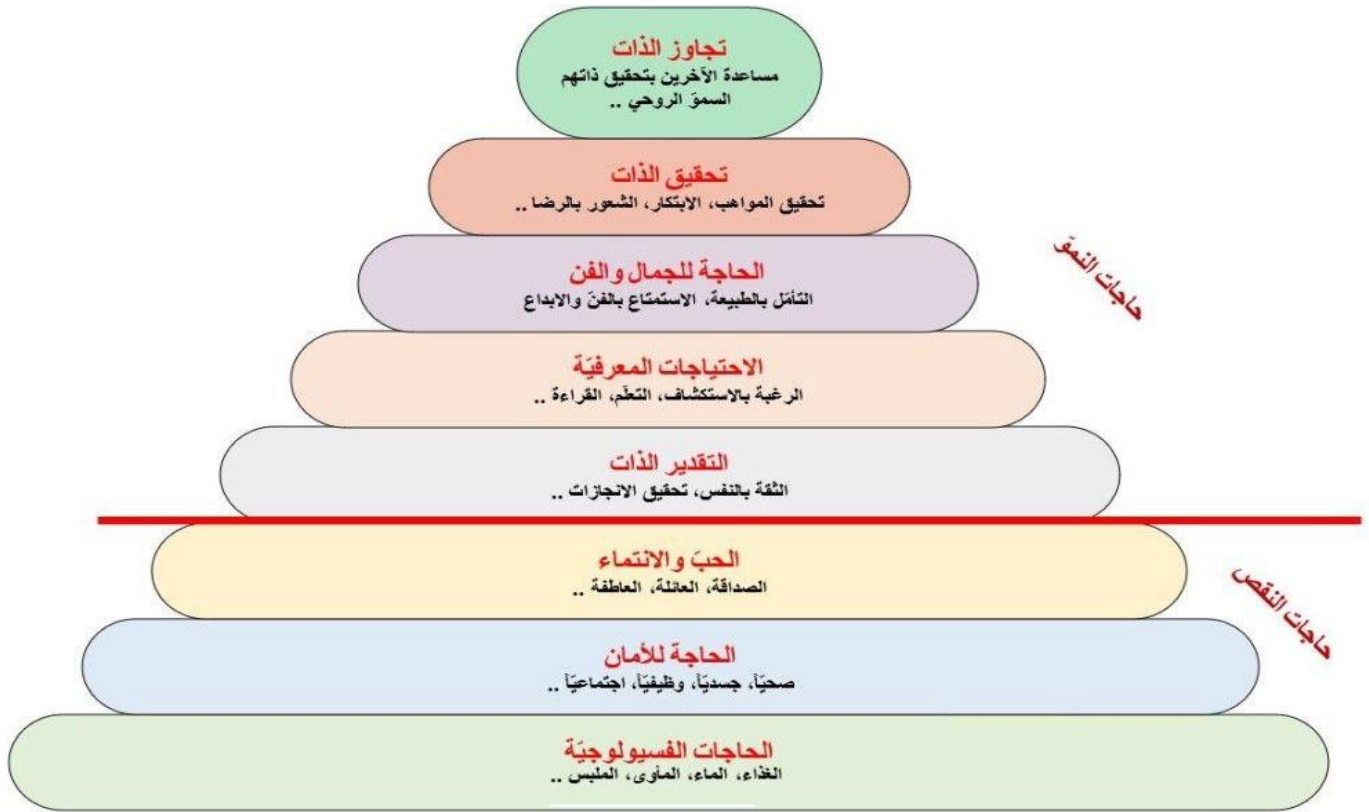 تجاوز الذات
مساعدة الآخرين بتحقيق ذاتهم
السموّ الروحي ..
تحقيق الذات
تحقيق المواهب، الابتكار، الشعور بالرضا ..
الحاجة للجمال والفن
التأمّل بالطبيعة، الاستمتاع بالفنّ والابداع
حاجات النموّ
الاحتياجات المعرفيّة
الرغبة بالاستكشاف، التعلّم، القراءة ..
التقدير الذات
الثقة بالنفس، تحقيق الانجازات ..
الحبّ والانتماء
الصداقة، العائلة، العاطفة ..
حاجات النقص
الحاجة للأمان
صحيّاً، جسديّاً، وظيفيّاً، اجتماعيّاً ..
الحاجات الفسيولوجيّة
الغذاء، الماء، المأوى، الملبس ..